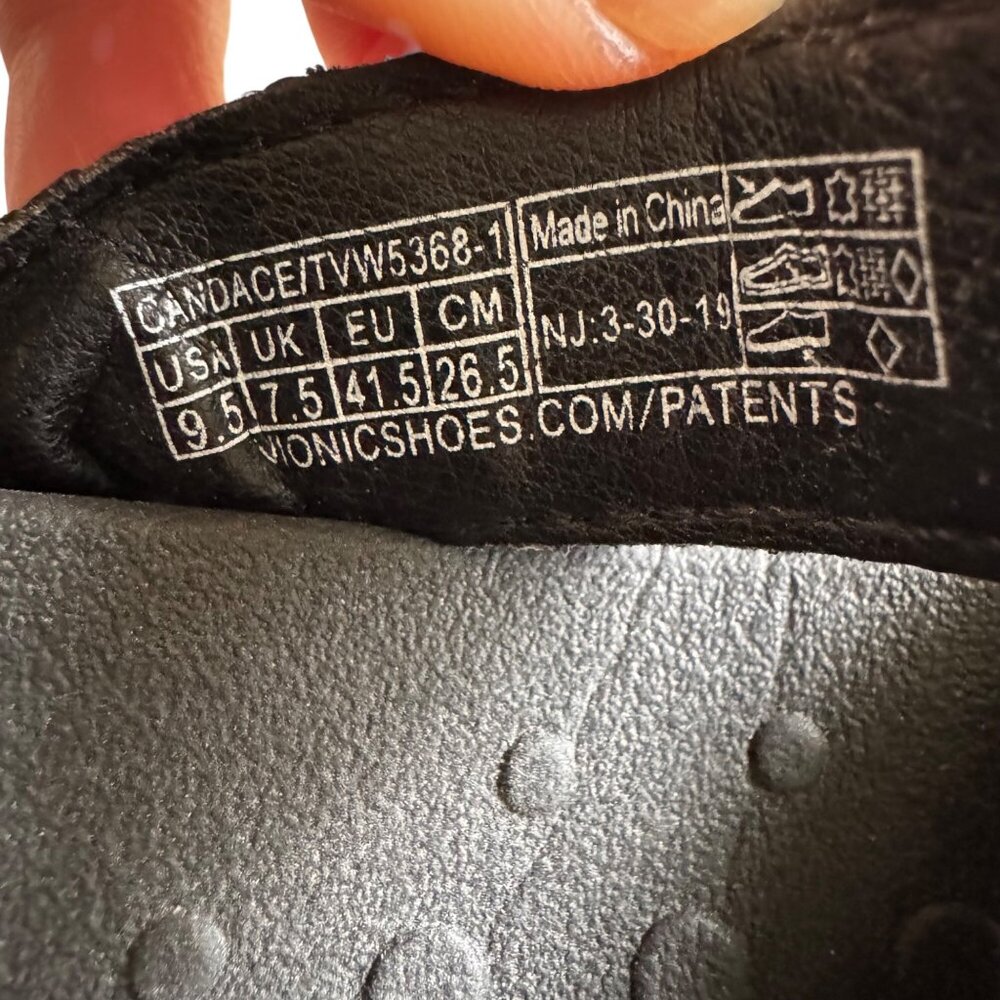 CANDACE/TVW5368-1
USA UK EU CM
9.5 7.5 41.5 26.5
Made in China
NJ:3-30-19
VIONICSHOES.COM/PATENTS